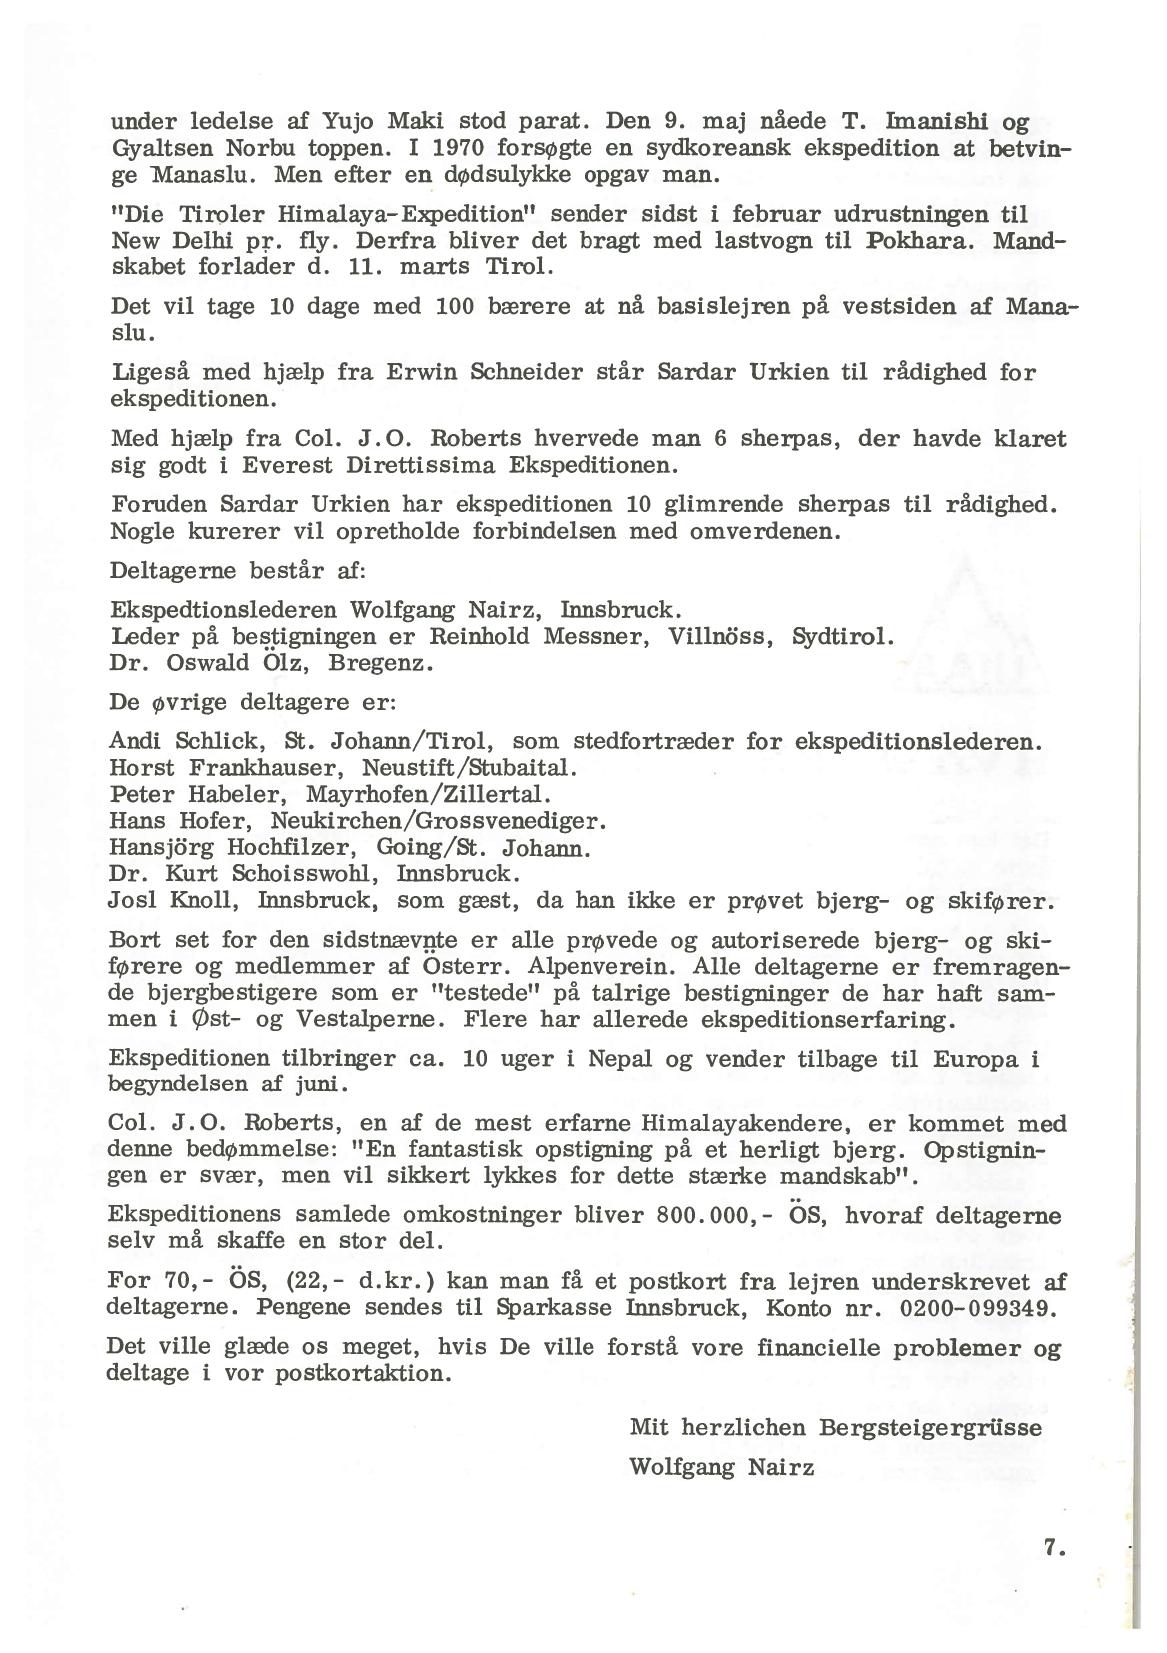 under ledelse af Yujo Maki stod parat. Den 9. maj nåede T. Imanishi og
Gyaltsen Norbu toppen. I 1970 forsøgte en sydkoreansk ekspedition at betvin-
ge Manaslu. Men efter en dødsulykke opgav man.
"Die Tiroler Himalaya-Expedition" sender sidst i februar udrustningen til
New Delhi pr. fly. Derfra bliver det bragt med lastvogn til Pokhara. Mand-
skabet forlader d. 11. marts Tirol.
Det vil tage 10 dage med 100 bærere at nå basislejren på vestsiden af Mana-
slu.
Ligeså med hjælp fra Erwin Schneider står Sardar Urkien til rådighed for
ekspeditionen.
Med hjælp fra Col. J.O. Roberts hvervede man 6 sherpas, der havde klaret
sig godt i Everest Direttissima Ekspeditionen.
Foruden Sardar Urkien har ekspeditionen 10 glimrende sherpas til rådighed.
Nogle kurerer vil opretholde forbindelsen med omverdenen.
Deltagerne består af:
Ekspedtionslederen Wolfgang Nairz, Innsbruck.
Leder på bestigningen er Reinhold Messner, Villnöss, Sydtirol.
Dr. Oswald Ölz, Bregenz.
De øvrige deltagere er:
Andi Schlick, St. Johann/Tirol, som stedfortræder for ekspeditionslederen.
Horst Frankhauser, Neustift/Stubaital.
Peter Habeler, Mayrhofen/Zillertal.
Hans Hofer, Neukirchen/Grossvenediger.
Hansjörg Hochfilzer, Going/St. Johann.
Dr. Kurt Schoisswohl, Innsbruck.
Josl Knoll, Innsbruck, som gæst, da han ikke er prøvet bjerg- og skifører.
Bort set for den sidstnævnte er alle prøvede og autoriserede bjerg- og ski-
førere og medlemmer af Österr. Alpenverein. Alle deltagerne er fremragen-
de bjergbestigere som er "testede" på talrige bestigninger de har haft sam-
men i Øst- og Vestalperne. Flere har allerede ekspeditionserfaring.
Ekspeditionen tilbringer ca. 10 uger i Nepal og vender tilbage til Europa i
begyndelsen af juni.
Col. J.O. Roberts, en af de mest erfarne Himalayakendere, er kommet med
denne bedømmelse: "En fantastisk opstigning på et herligt bjerg. Opstignin-
gen er svær, men vil sikkert lykkes for dette stærke mandskab".
Ekspeditionens samlede omkostninger bliver 800.000,- ÖS, hvoraf deltagerne
selv må skaffe en stor del.
For 70,- ÖS, (22,- d.kr.) kan man få et postkort fra lejren underskrevet af
deltagerne. Pengene sendes til Sparkasse Innsbruck, Konto nr. 0200-099349.
Det ville glæde os meget, hvis De ville forstå vore financielle problemer og
deltage i vor postkortaktion.
Mit herzlichen Bergsteigergrüsse
Wolfgang Nairz
7.